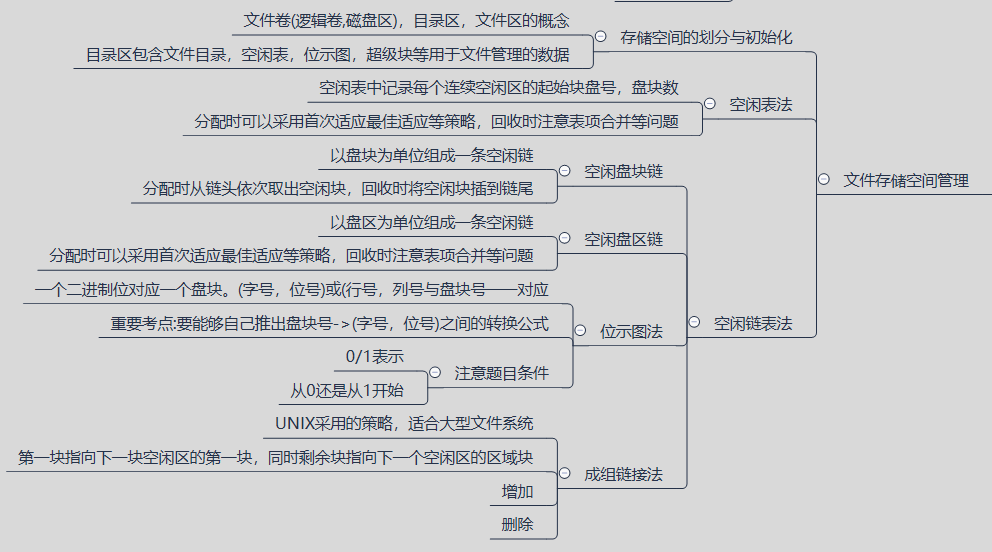 文件卷(逻辑卷,磁盘区)，目录区，文件区的概念
存储空间的划分与初始化
目录区包含文件目录，空闲表，位示图，超级块等用于文件管理的数据
空闲表中记录每个连续空闲区的起始块盘号，盘块数
空闲表法
分配时可以采用首次适应最佳适应等策略，回收时注意表项合并等问题
以盘块为单位组成一条空闲链
空闲盘块链
分配时从链头依次取出空闲块，回收时将空闲块插到链尾
文件存储空间管理
以盘区为单位组成一条空闲链
空闲盘区链
分配时可以采用首次适应最佳适应等策略，回收时注意表项合并等问题
一个二进制位对应一个盘块。(字号，位号)或(行号，列号与盘块号一一对应
重要考点:要能够自己推出盘块号->(字号，位号)之间的转换公式
位示图法
空闲链表法
0/1表示
注意题目条件
从0还是从1开始
UNIX采用的策略，适合大型文件系统
第一块指向下一块空闲区的第一块，同时剩余块指向下一个空闲区的区域块
成组链接法
增加
删除